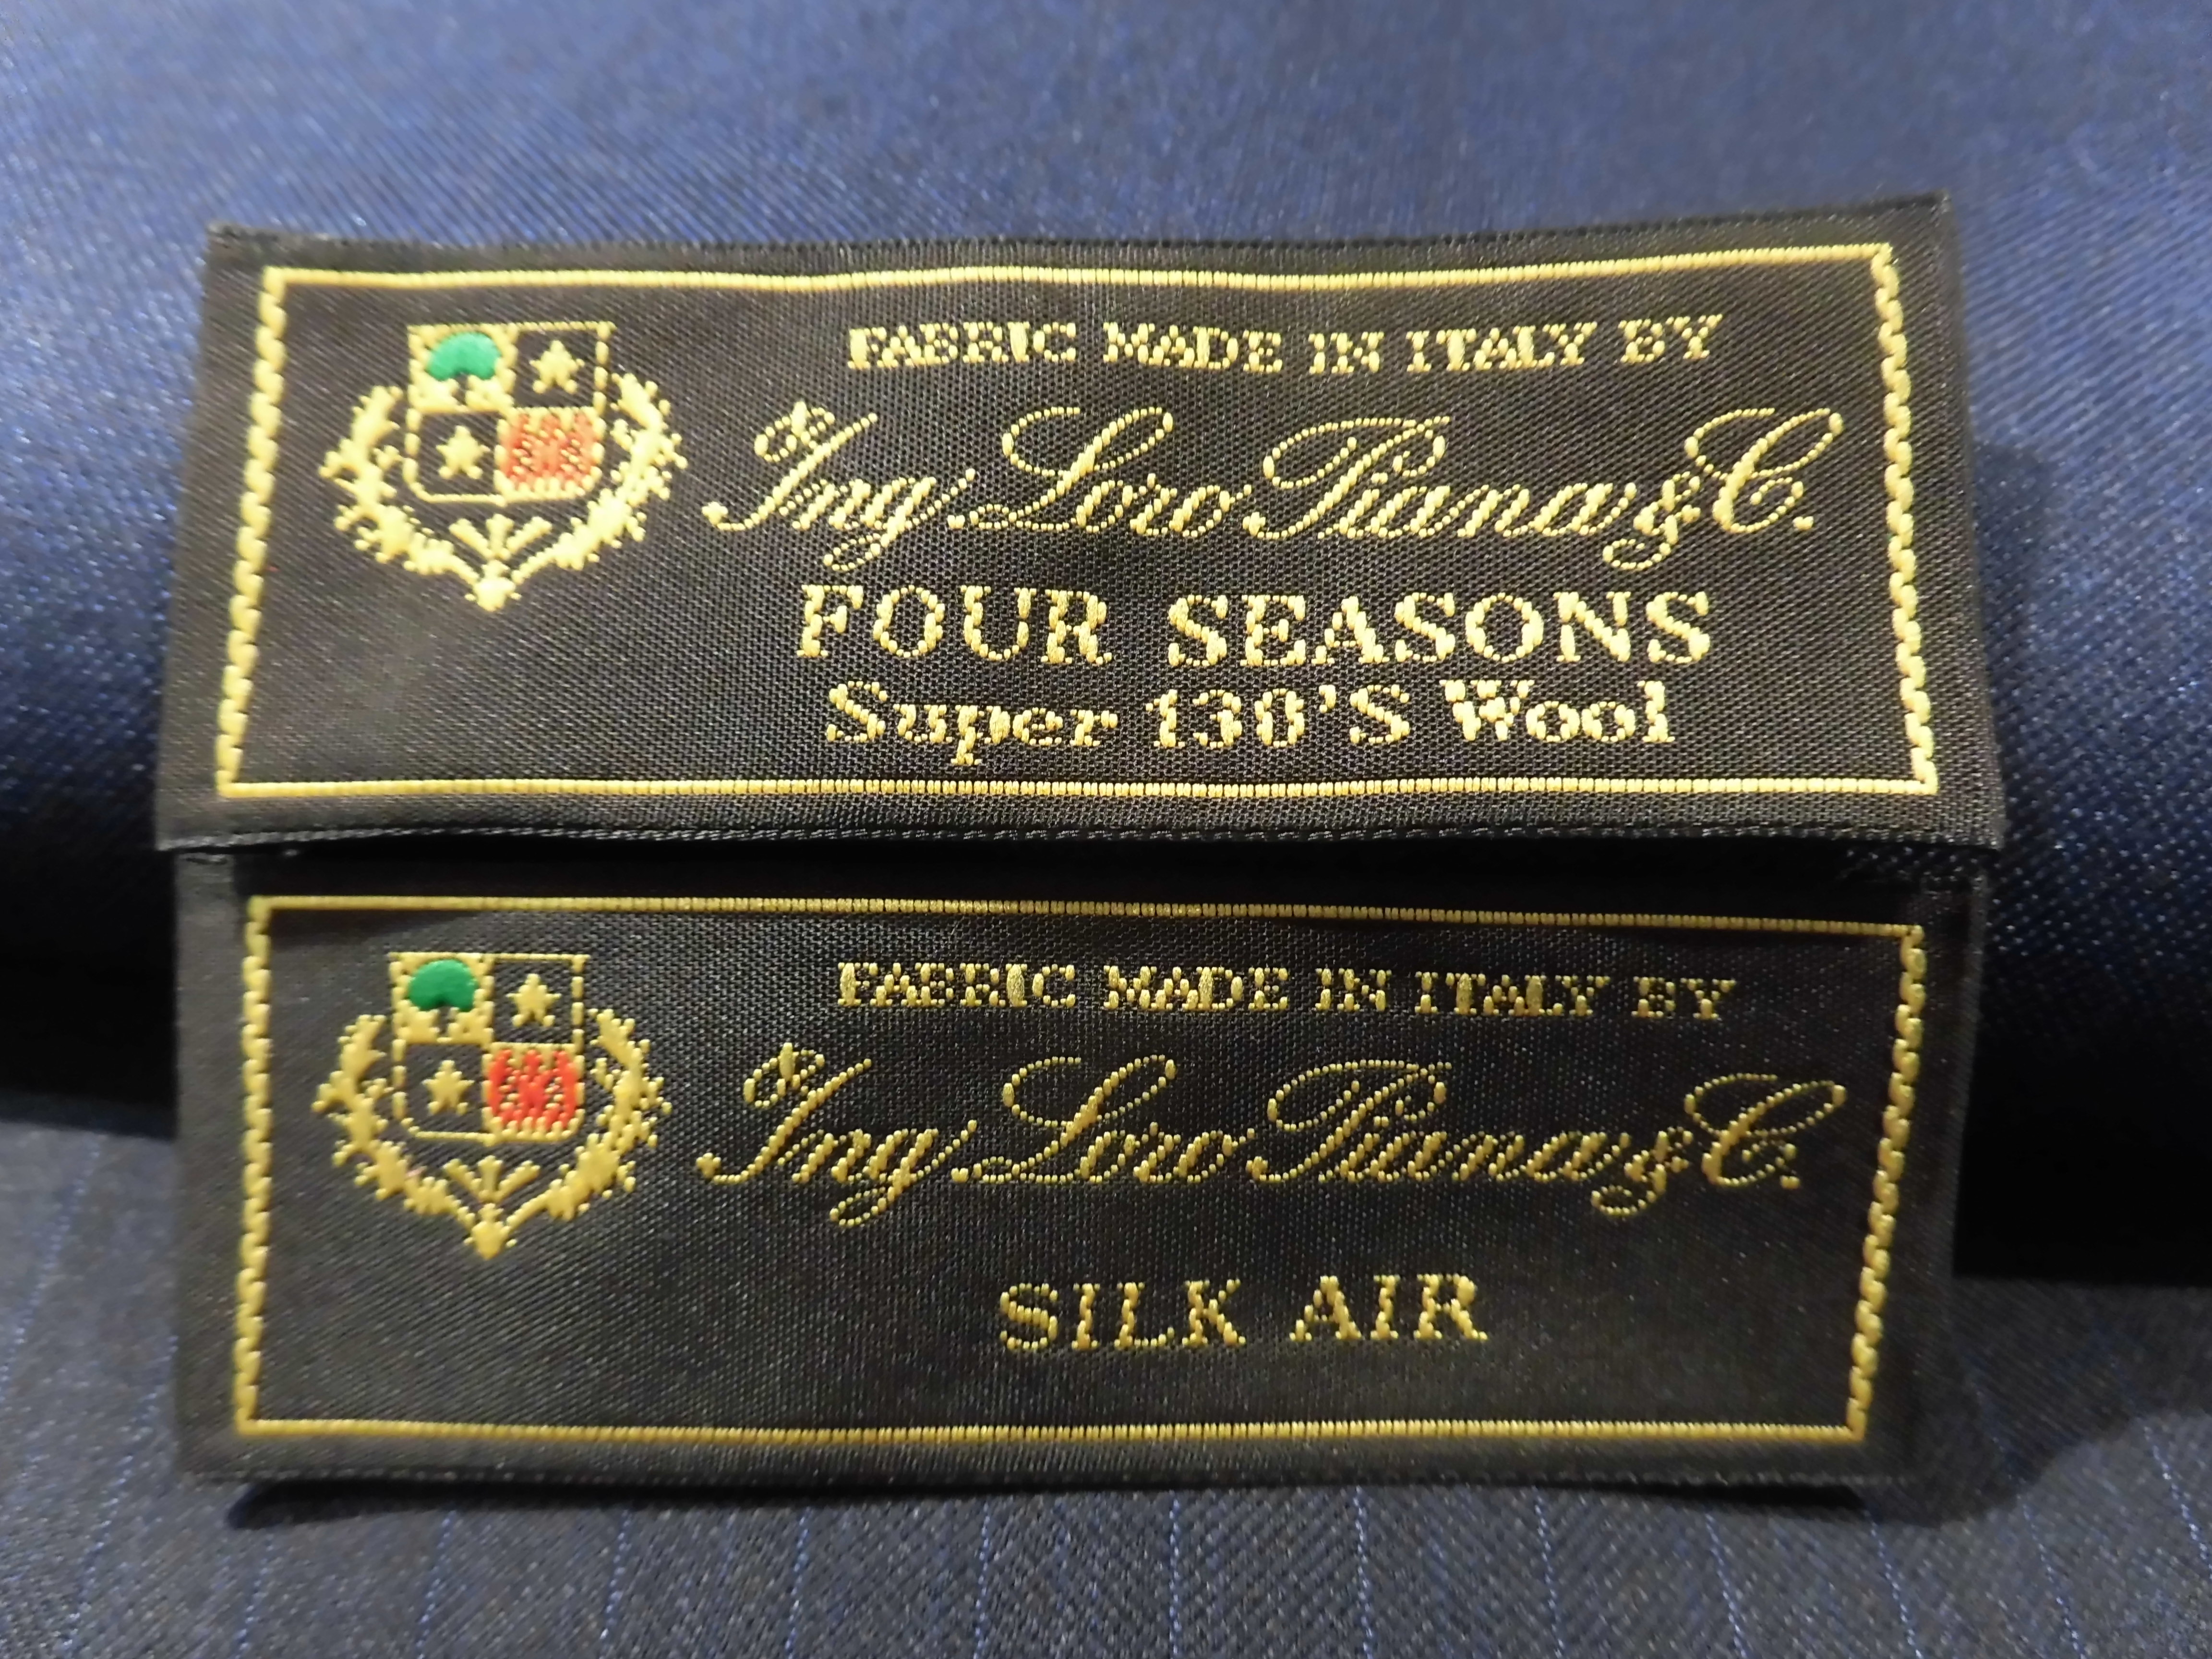 FABRIC MADE IN ITALY BY
Ing. Loro Piana & C.
FOUR SEASONS
Super 130'S Wool
FABRIC MADE IN ITALY BY
Ing. Loro Piana & C.
SILK AIR